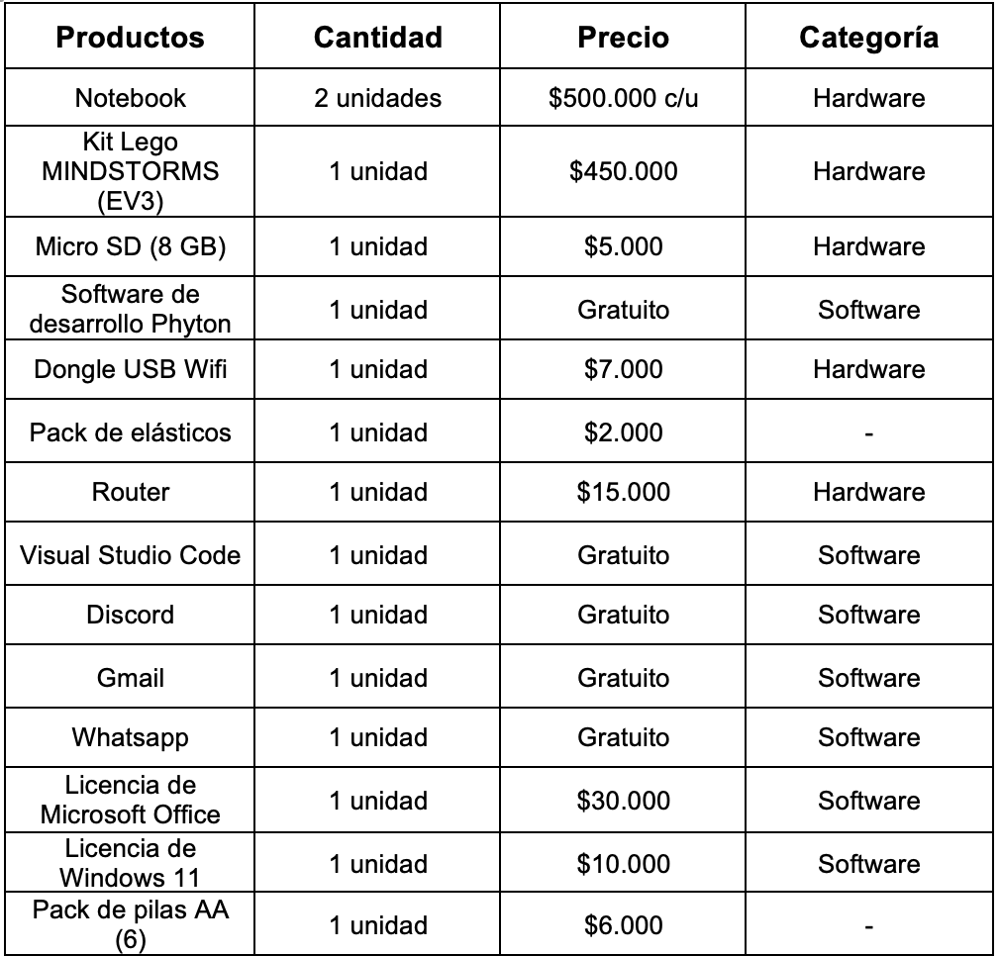 Productos Cantidad Precio Categoría
Notebook 2 unidades $500.000 c/u Hardware
Kit Lego
MINDSTORMS
(EV3)
1 unidad $450.000 Hardware
Micro SD (8 GB) 1 unidad $5.000 Hardware
Software de
desarrollo Phyton
1 unidad Gratuito Software
Dongle USB Wifi 1 unidad $7.000 Hardware
Pack de elásticos 1 unidad $2.000 -
Router 1 unidad $15.000 Hardware
Visual Studio Code 1 unidad Gratuito Software
Discord 1 unidad Gratuito Software
Gmail 1 unidad Gratuito Software
Whatsapp 1 unidad Gratuito Software
Licencia de
Microsoft Office
1 unidad $30.000 Software
Licencia de
Windows 11
1 unidad $10.000 Software
Pack de pilas AA
(6)
1 unidad $6.000 -